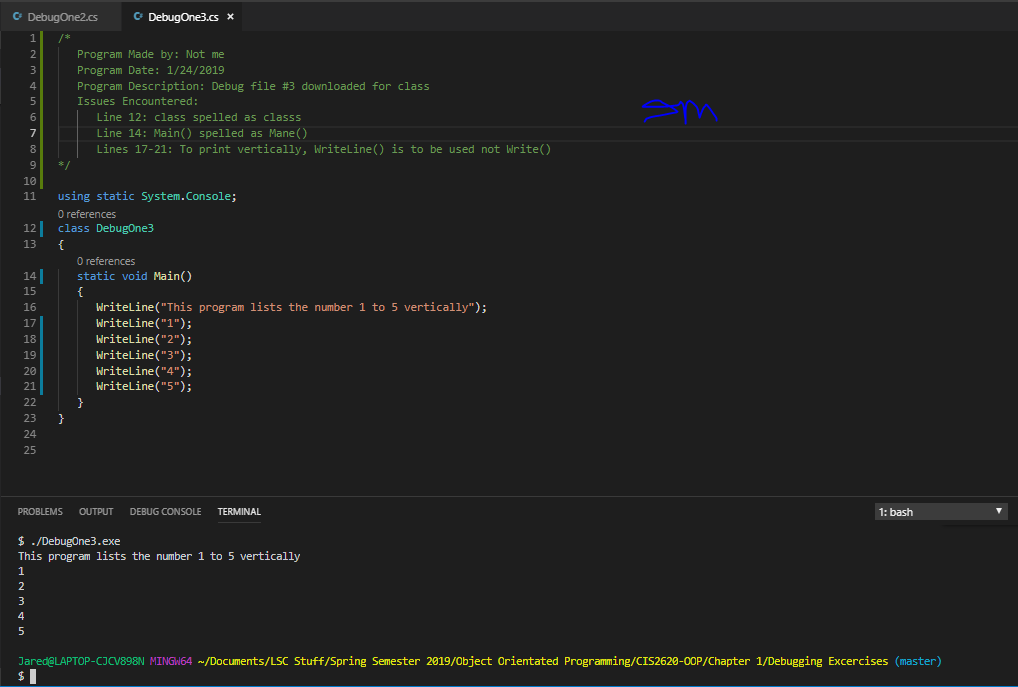 DebugOne2.cs DebugOne3.cs ×
1 /*
2 Program Made by: Not me
3 Program Date: 1/24/2019
4 Program Description: Debug file #3 downloaded for class
5 Issues Encountered:
6 Line 12: class spelled as classs
7 Line 14: Main() spelled as Mane()
8 Lines 17-21: To print vertically, WriteLine() is to be used not Write()
9 */
10
11 using static System.Console;
0 references
12 class DebugOne3
13 {
0 references
14 static void Main()
15 {
16 WriteLine("This program lists the number 1 to 5 vertically");
17 WriteLine("1");
18 WriteLine("2");
19 WriteLine("3");
20 WriteLine("4");
21 WriteLine("5");
22 }
23 }
24
25
PROBLEMS OUTPUT DEBUG CONSOLE TERMINAL 1: bash
$ ./DebugOne3.exe
This program lists the number 1 to 5 vertically
1
2
3
4
5
Jared@LAPTOP-CJCV898N MINGW64 ~/Documents/LSC Stuff/Spring Semester 2019/Object Orientated Programming/CIS2620-OOP/Chapter 1/Debugging Excercises (master)
$